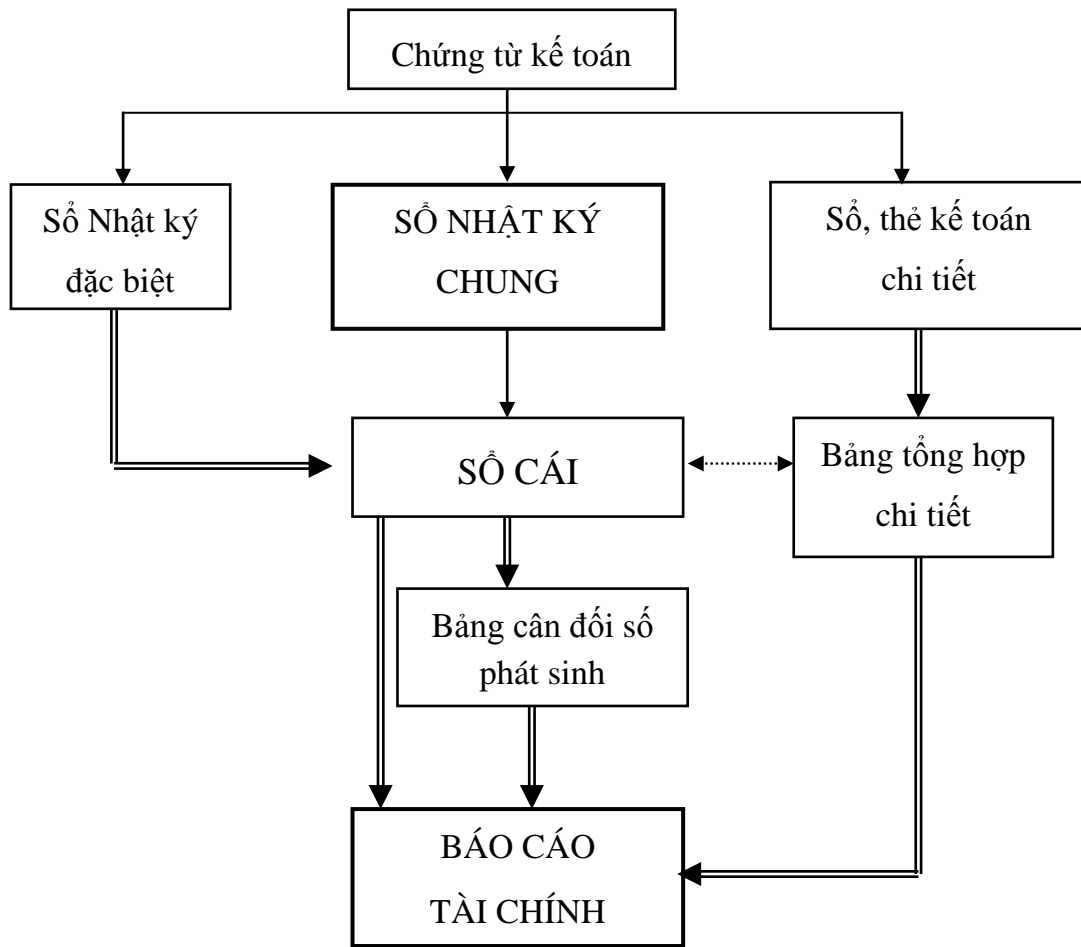 Chứng từ kế toán
Sổ Nhật ký
đặc biệt
SỔ NHẬT KÝ
CHUNG
Sổ, thẻ kế toán
chi tiết
SỔ CÁI
Bảng tổng hợp
chi tiết
Bảng cân đối số
phát sinh
BÁO CÁO
TÀI CHÍNH